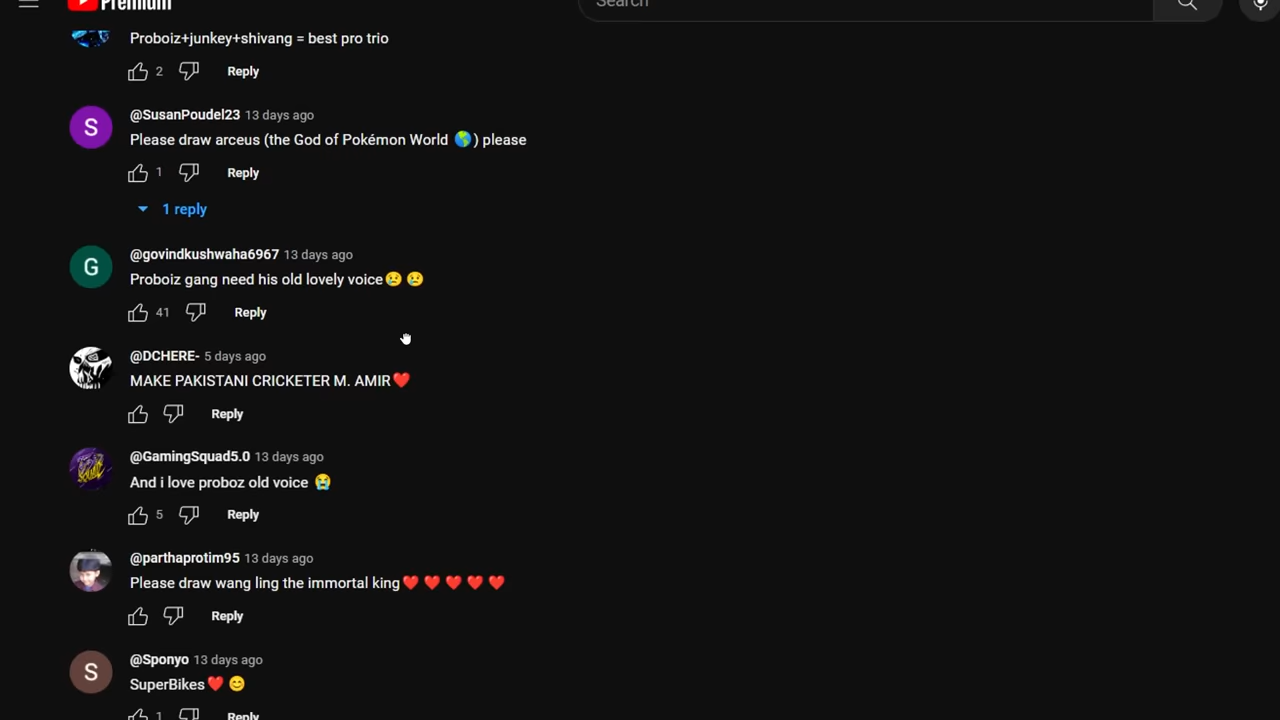 Premium
Search
Proboiz+junkey+shivang = best pro trio
2 Reply
@SusanPoudel23 13 days ago
Please draw arceus (the God of Pokémon World 🌎) please
1 Reply
1 reply
G
@govindkushwaha6967 13 days ago
Proboiz gang need his old lovely voice😢😢
41 Reply
@DCHERE- 5 days ago
MAKE PAKISTANI CRICKETER M. AMIR❤️
Reply
@GamingSquad5.0 13 days ago
And i love proboz old voice 😭
5 Reply
@parthaprotim95 13 days ago
Please draw wang ling the immortal king❤️❤️❤️❤️❤️
Reply
S
@Sponyo 13 days ago
SuperBikes❤️😊
1 Reply